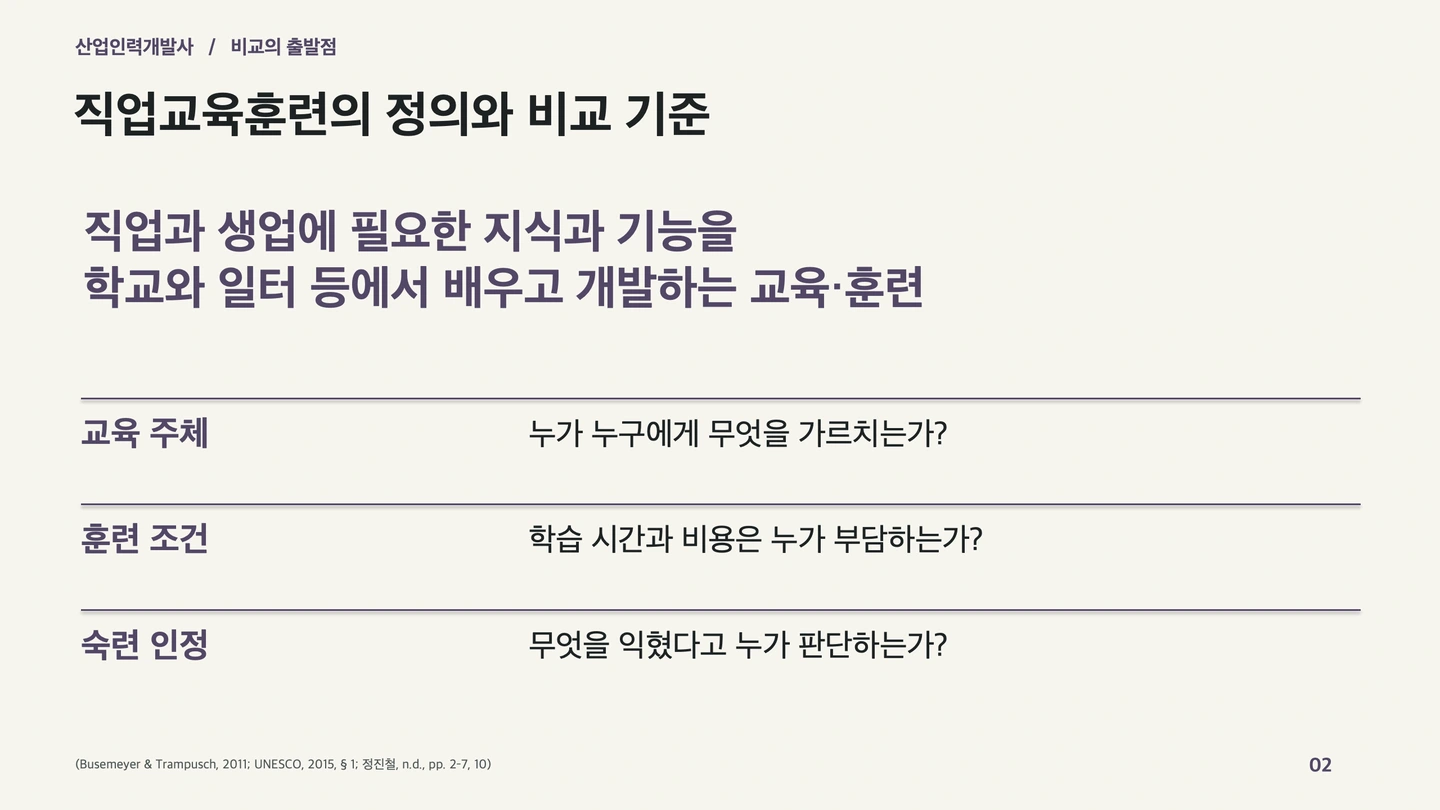 산업인력개발사 / 비교의 출발점
직업교육훈련의 정의와 비교 기준
직업과 생업에 필요한 지식과 기능을
학교와 일터 등에서 배우고 개발하는 교육·훈련
교육 주체 누가 누구에게 무엇을 가르치는가?
훈련 조건 학습 시간과 비용은 누가 부담하는가?
숙련 인정 무엇을 익혔다고 누가 판단하는가?
(Busemeyer & Trampusch, 2011; UNESCO, 2015, § 1; 정진철, n.d., pp. 2-7, 10) 02